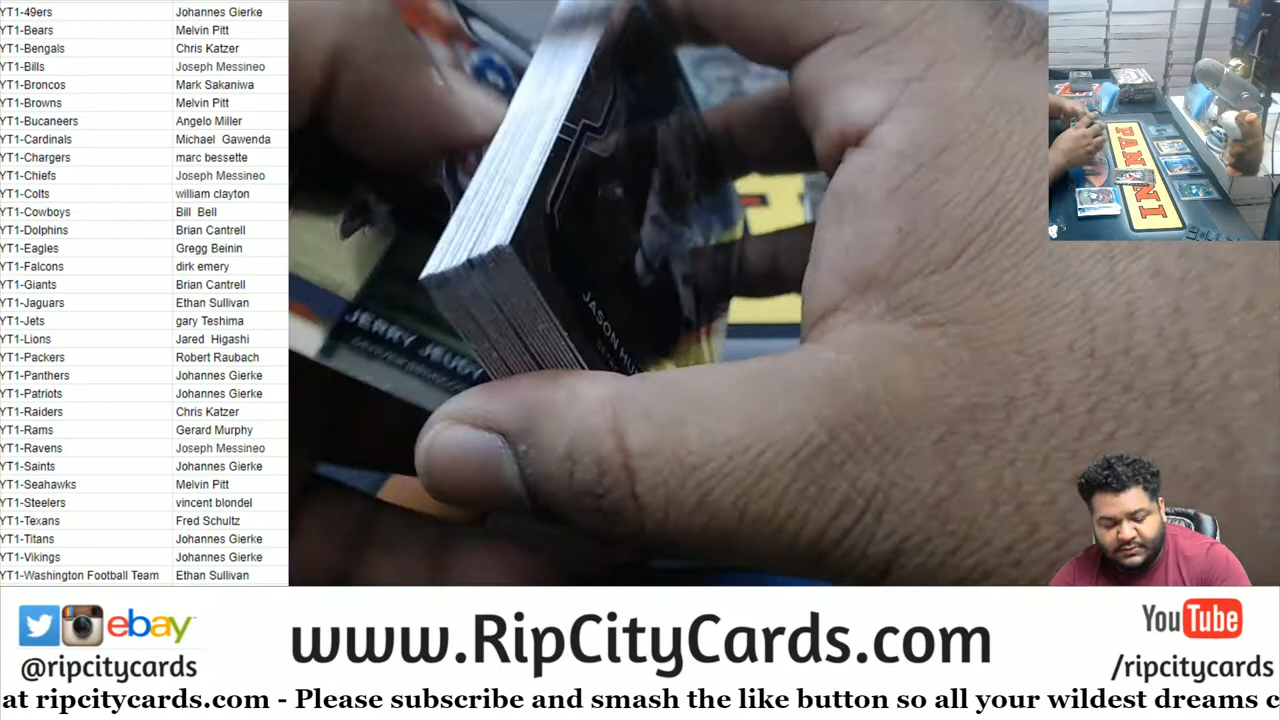 YT1-49ers Johannes Gierke
YT1-Bears Melvin Pitt
YT1-Bengals Chris Katzer
YT1-Bills Joseph Messineo
YT1-Broncos Mark Sakaniwa
YT1-Browns Melvin Pitt
YT1-Bucaneers Angelo Miller
YT1-Cardinals Michael Gawenda
YT1-Chargers marc bessette
YT1-Chiefs Joseph Messineo
YT1-Colts william clayton
YT1-Cowboys Bill Bell
YT1-Dolphins Brian Cantrell
YT1-Eagles Gregg Beinin
YT1-Falcons dirk emery
YT1-Giants Brian Cantrell
YT1-Jaguars Ethan Sullivan
YT1-Jets gary Teshima
YT1-Lions Jared Higashi
YT1-Packers Robert Raubach
YT1-Panthers Johannes Gierke
YT1-Patriots Johannes Gierke
YT1-Raiders Chris Katzer
YT1-Rams Gerard Murphy
YT1-Ravens Joseph Messineo
YT1-Saints Johannes Gierke
YT1-Seahawks Melvin Pitt
YT1-Steelers vincent blondel
YT1-Texans Fred Schultz
YT1-Titans Johannes Gierke
YT1-Vikings Johannes Gierke
YT1-Washington Football Team Ethan Sullivan
JERRY JEUDY
JASON
PANINI
ebay
@ripcitycards
www.RipCityCards.com
YouTube
/ripcitycards
at ripcitycards.com - Please subscribe and smash the like button so all your wildest dreams c